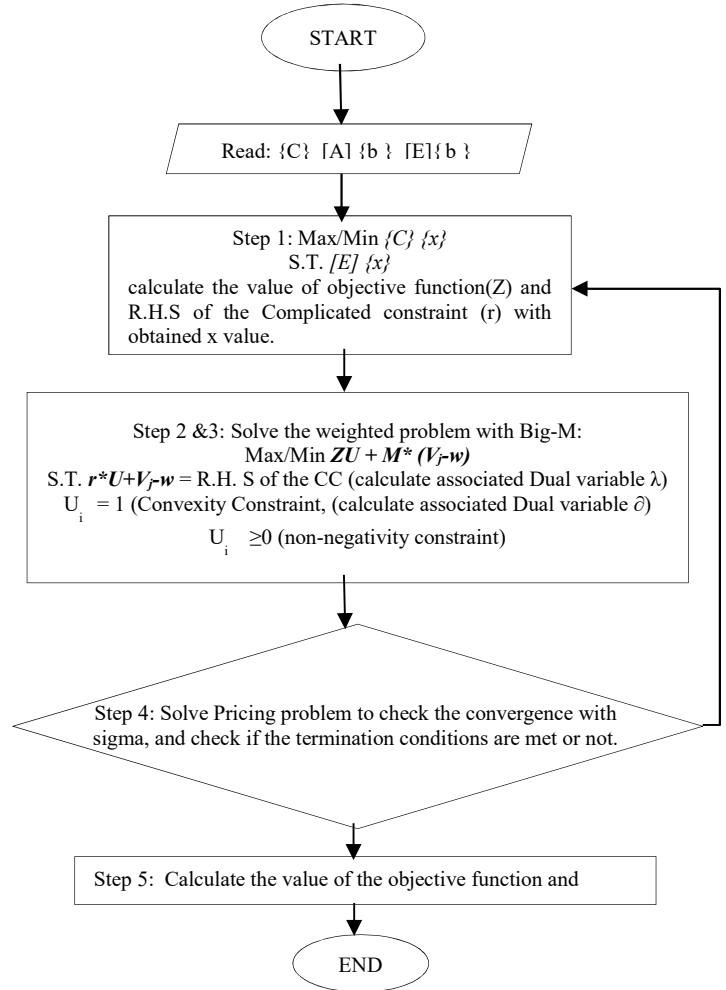 START
Read: {C} [A] {b } [E]{ b }
Step 1: Max/Min {C} {x}
S.T. [E] {x}
calculate the value of objective function(Z) and
R.H.S of the Complicated constraint (r) with
obtained x value.
Step 2 &3: Solve the weighted problem with Big-M:
Max/Min ZU + M* (Vj-w)
S.T. r*U+Vj-w = R.H. S of the CC (calculate associated Dual variable λ)
Ui = 1 (Convexity Constraint, (calculate associated Dual variable ∂)
Ui ≥0 (non-negativity constraint)
Step 4: Solve Pricing problem to check the convergence with
sigma, and check if the termination conditions are met or not.
Step 5: Calculate the value of the objective function and
END